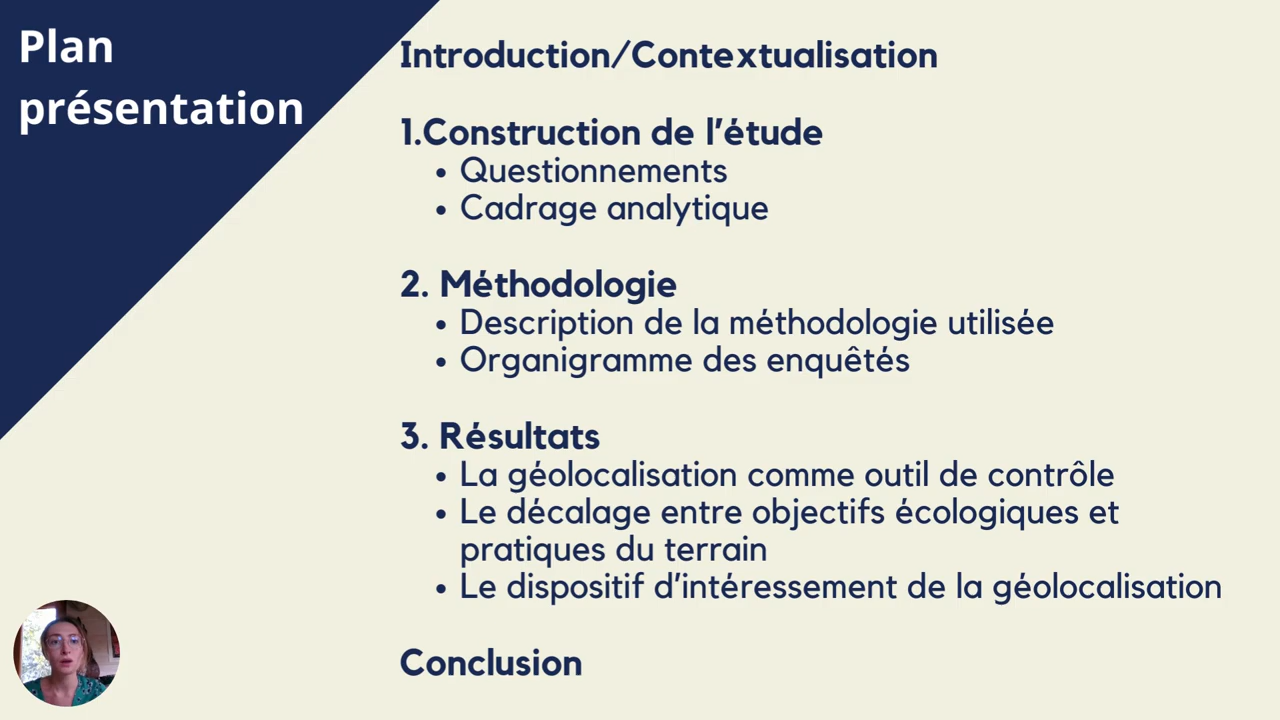 Plan
présentation
Introduction/Contextualisation
1.Construction de l’étude
• Questionnements
• Cadrage analytique
2. Méthodologie
• Description de la méthodologie utilisée
• Organigramme des enquêtés
3. Résultats
• La géolocalisation comme outil de contrôle
• Le décalage entre objectifs écologiques et
pratiques du terrain
• Le dispositif d’intéressement de la géolocalisation
Conclusion